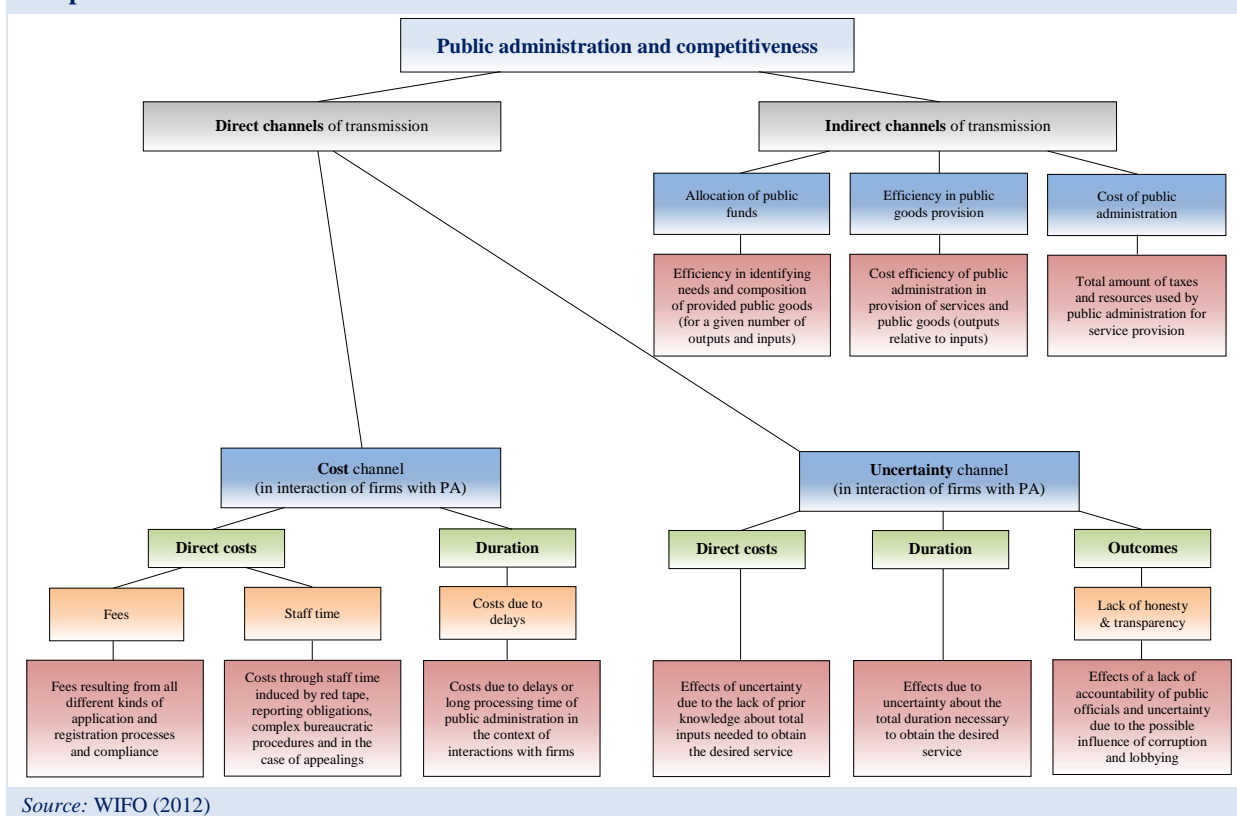 Public administration and competitiveness
Direct channels of transmission
Indirect channels of transmission
Allocation of public
funds
Efficiency in public
goods provision
Cost of public
administration
Efficiency in identifying
needs and composition
of provided public goods
(for a given number of
outputs and inputs)
Cost efficiency of public
administration in
provision of services and
public goods (outputs
relative to inputs)
Total amount of taxes
and resources used by
public administration for
service provision
Cost channel
(in interaction of firms with PA)
Uncertainty channel
(in interaction of firms with PA)
Direct costs
Duration
Direct costs
Duration
Outcomes
Fees
Staff time
Costs due to
delays
Lack of honesty
& transparency
Fees resulting from all
different kinds of
application and
registration processes
and compliance
Costs through staff time
induced by red tape,
reporting obligations,
complex bureaucratic
procedures and in the
case of appealings
Costs due to delays or
long processing time of
public administration in
the context of
interactions with firms
Effects of uncertainty
due to the lack of prior
knowledge about total
inputs needed to obtain
the desired service
Effects due to
uncertainty about the
total duration necessary
to obtain the desired
service
Effects of a lack of
accountability of public
officials and uncertainty
due to the possible
influence of corruption
and lobbying
Source: WIFO (2012)